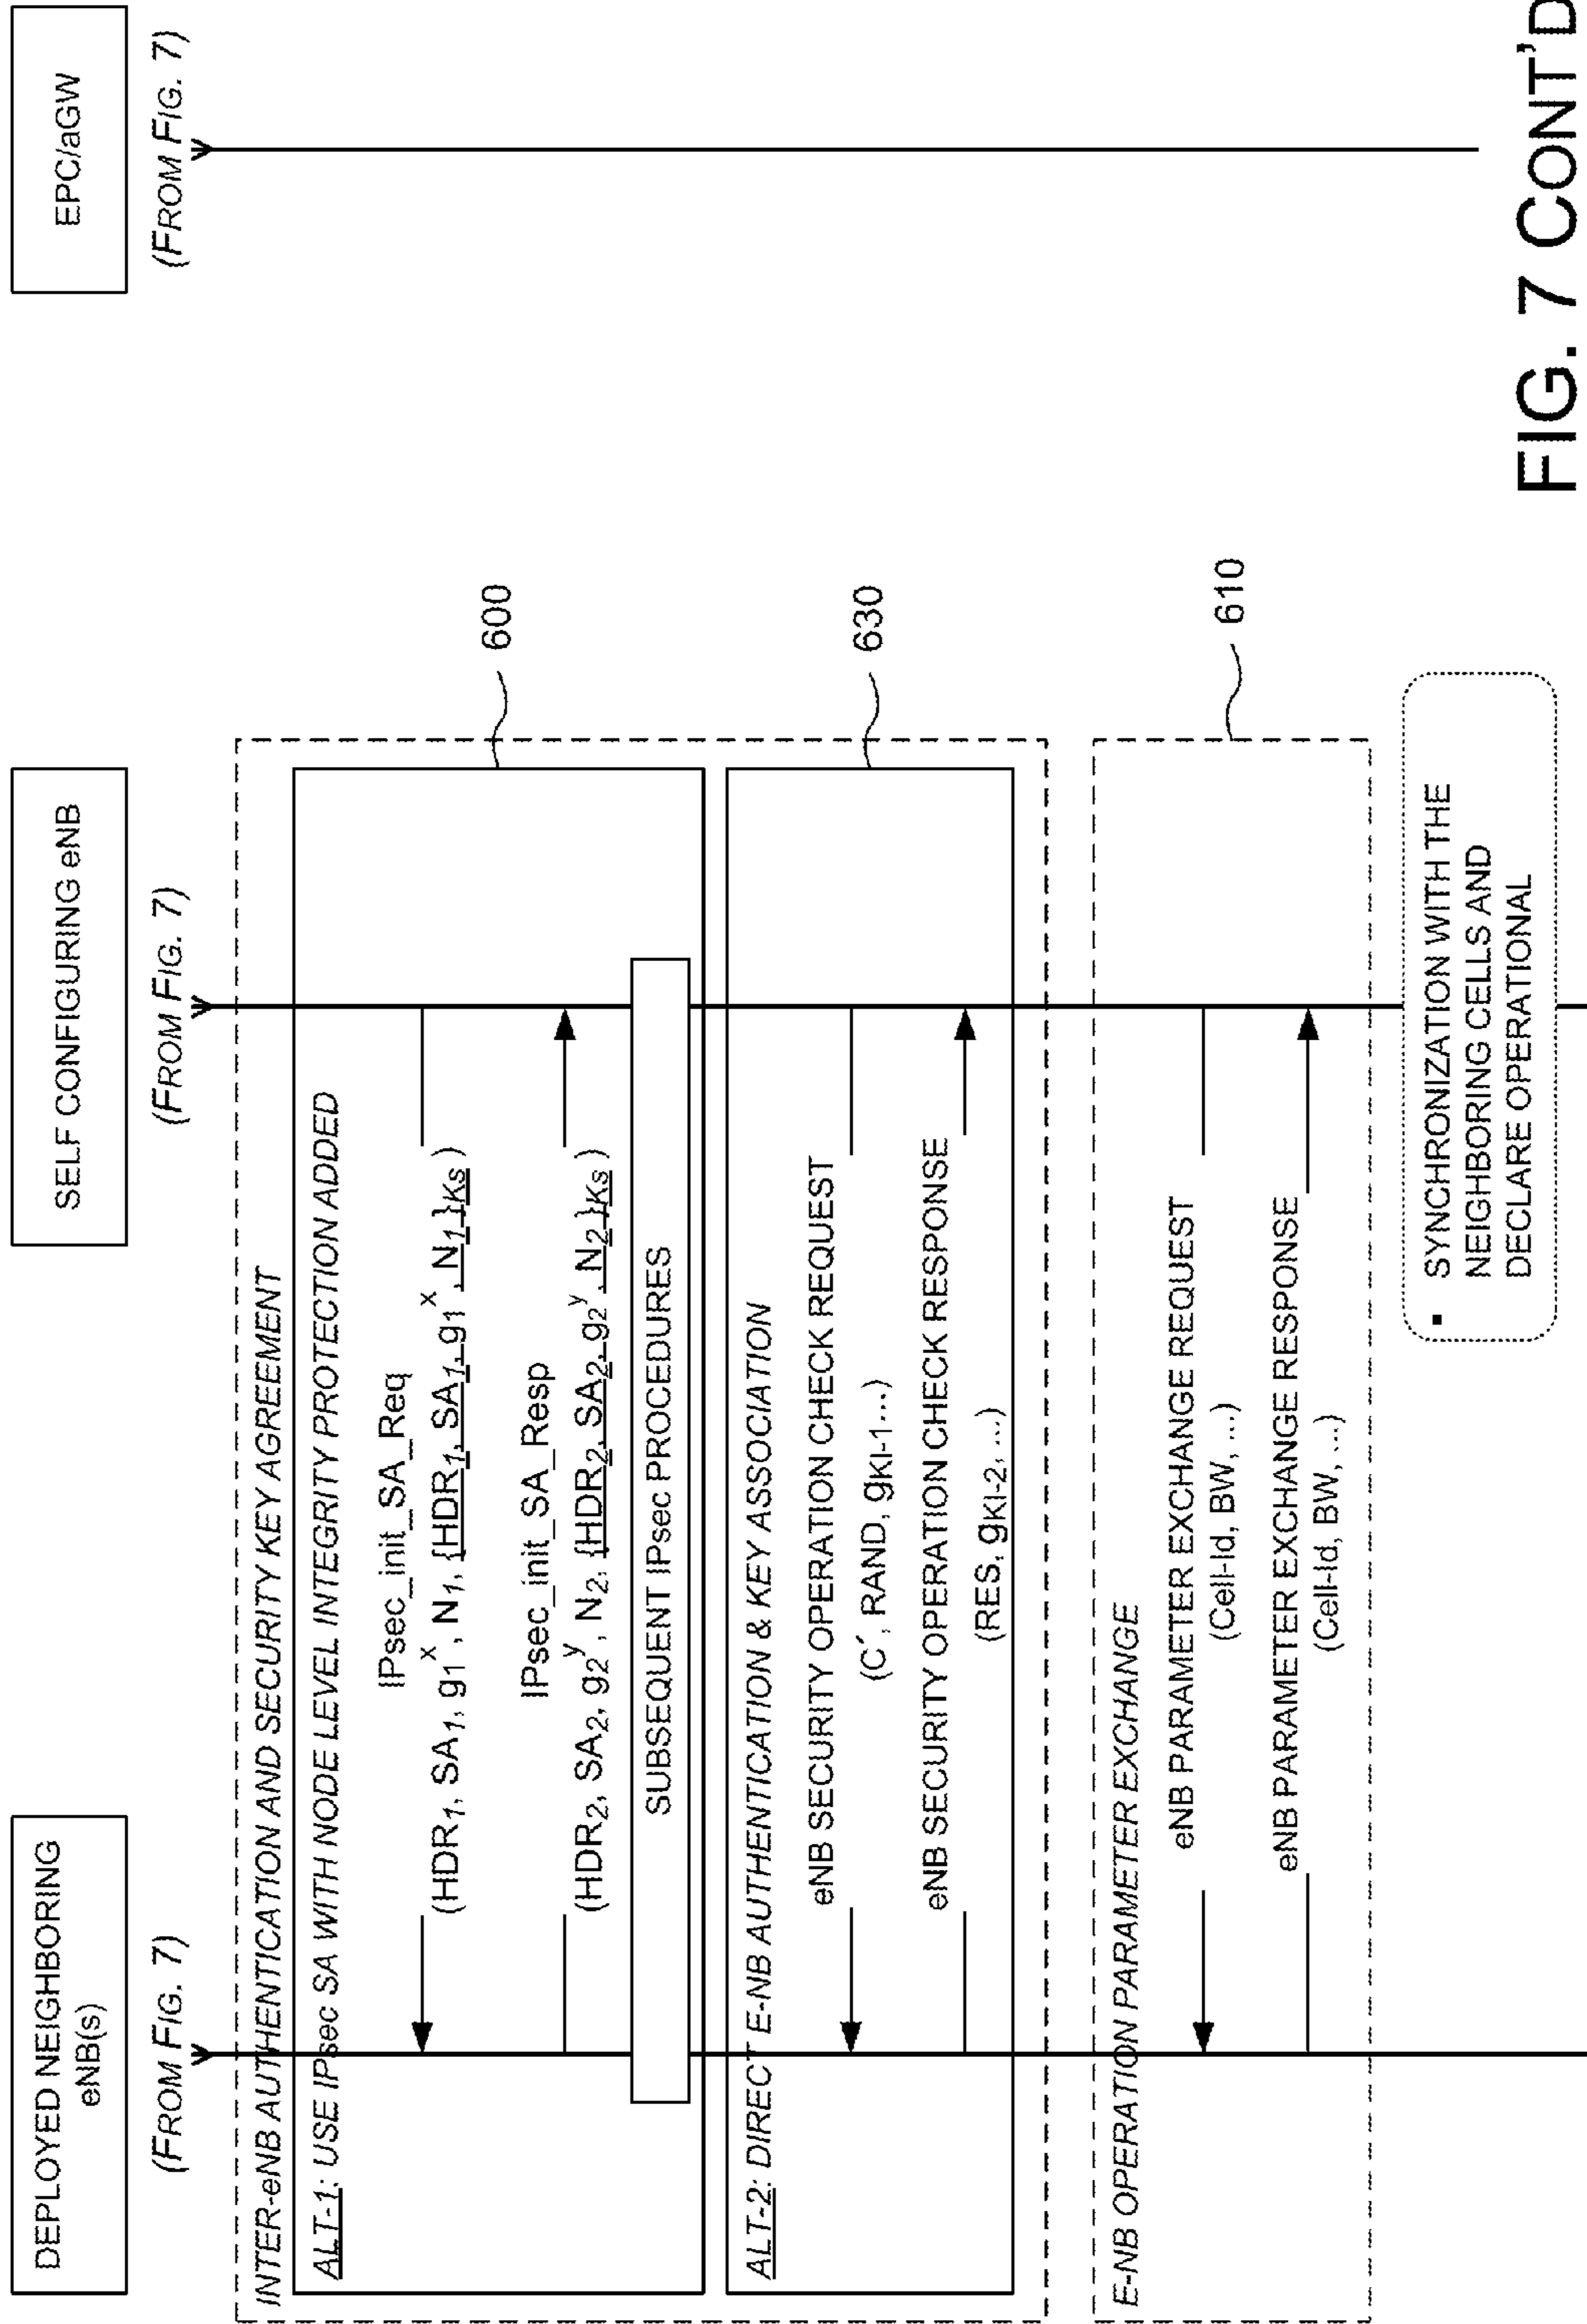 DEPLOYED NEIGHBORING
eNB(s)
SELF CONFIGURING eNB
EPC/aGW
(FROM FIG. 7)
(FROM FIG. 7)
(FROM FIG. 7)
INTER-eNB AUTHENTICATION AND SECURITY KEY AGREEMENT
ALT-1: USE IPsec SA WITH NODE LEVEL INTEGRITY PROTECTION ADDED
IPsec_init_SA_Req
(HDR₁, SA₁, g₁ˣ, N₁, {HDR₁, SA₁, g₁ˣ, N₁}Ks)
IPsec_init_SA_Resp
(HDR₂, SA₂, g₂ʸ, N₂, {HDR₂, SA₂, g₂ʸ, N₂}Ks)
SUBSEQUENT IPsec PROCEDURES
600
ALT-2: DIRECT E-NB AUTHENTICATION & KEY ASSOCIATION
eNB SECURITY OPERATION CHECK REQUEST
(C´, RAND, gKI-1...)
eNB SECURITY OPERATION CHECK RESPONSE
(RES, gKI-2, ...)
630
E-NB OPERATION PARAMETER EXCHANGE
eNB PARAMETER EXCHANGE REQUEST
(Cell-Id, BW, ...)
eNB PARAMETER EXCHANGE RESPONSE
(Cell-Id, BW, ...)
610
▪ SYNCHRONIZATION WITH THE
NEIGHBORING CELLS AND
DECLARE OPERATIONAL
FIG. 7 CONT'D